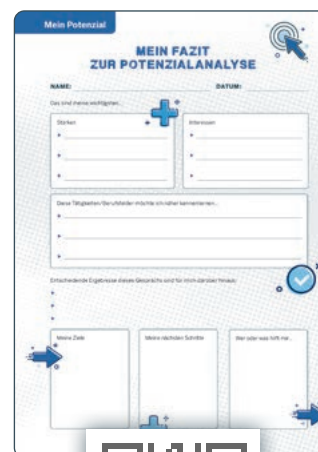 Mein Potenzial
MEIN FAZIT
ZUR POTENZIALANALYSE
NAME:
DATUM:
Das sind meine wichtigsten...
Stärken
Interessen
Diese Tätigkeiten/Berufsfelder möchte ich näher kennenlernen...
Entscheidende Ergebnisse dieses Gesprächs sind für mich darüber hinaus:
Meine Ziele
Meine nächsten Schritte
Wer oder was hilft mir...